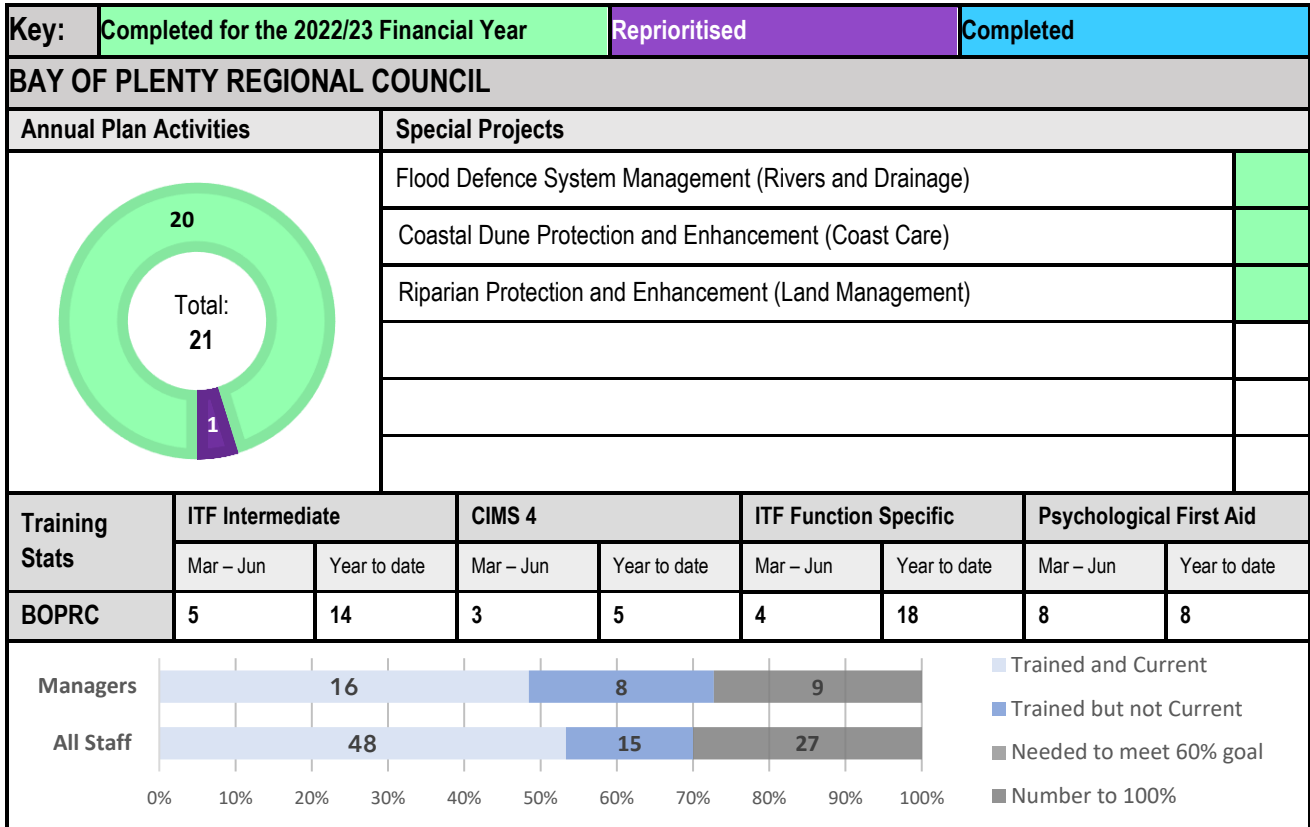 Key: Completed for the 2022/23 Financial Year Reprioritised Completed
BAY OF PLENTY REGIONAL COUNCIL
Annual Plan Activities Special Projects
20
Total:
21
1
Flood Defence System Management (Rivers and Drainage)
Coastal Dune Protection and Enhancement (Coast Care)
Riparian Protection and Enhancement (Land Management)
Training Stats ITF Intermediate CIMS 4 ITF Function Specific Psychological First Aid
Mar – Jun Year to date Mar – Jun Year to date Mar – Jun Year to date Mar – Jun Year to date
BOPRC 5 14 3 5 4 18 8 8
Managers 16 8 9
All Staff 48 15 27
0% 10% 20% 30% 40% 50% 60% 70% 80% 90% 100%
Trained and Current
Trained but not Current
Needed to meet 60% goal
Number to 100%